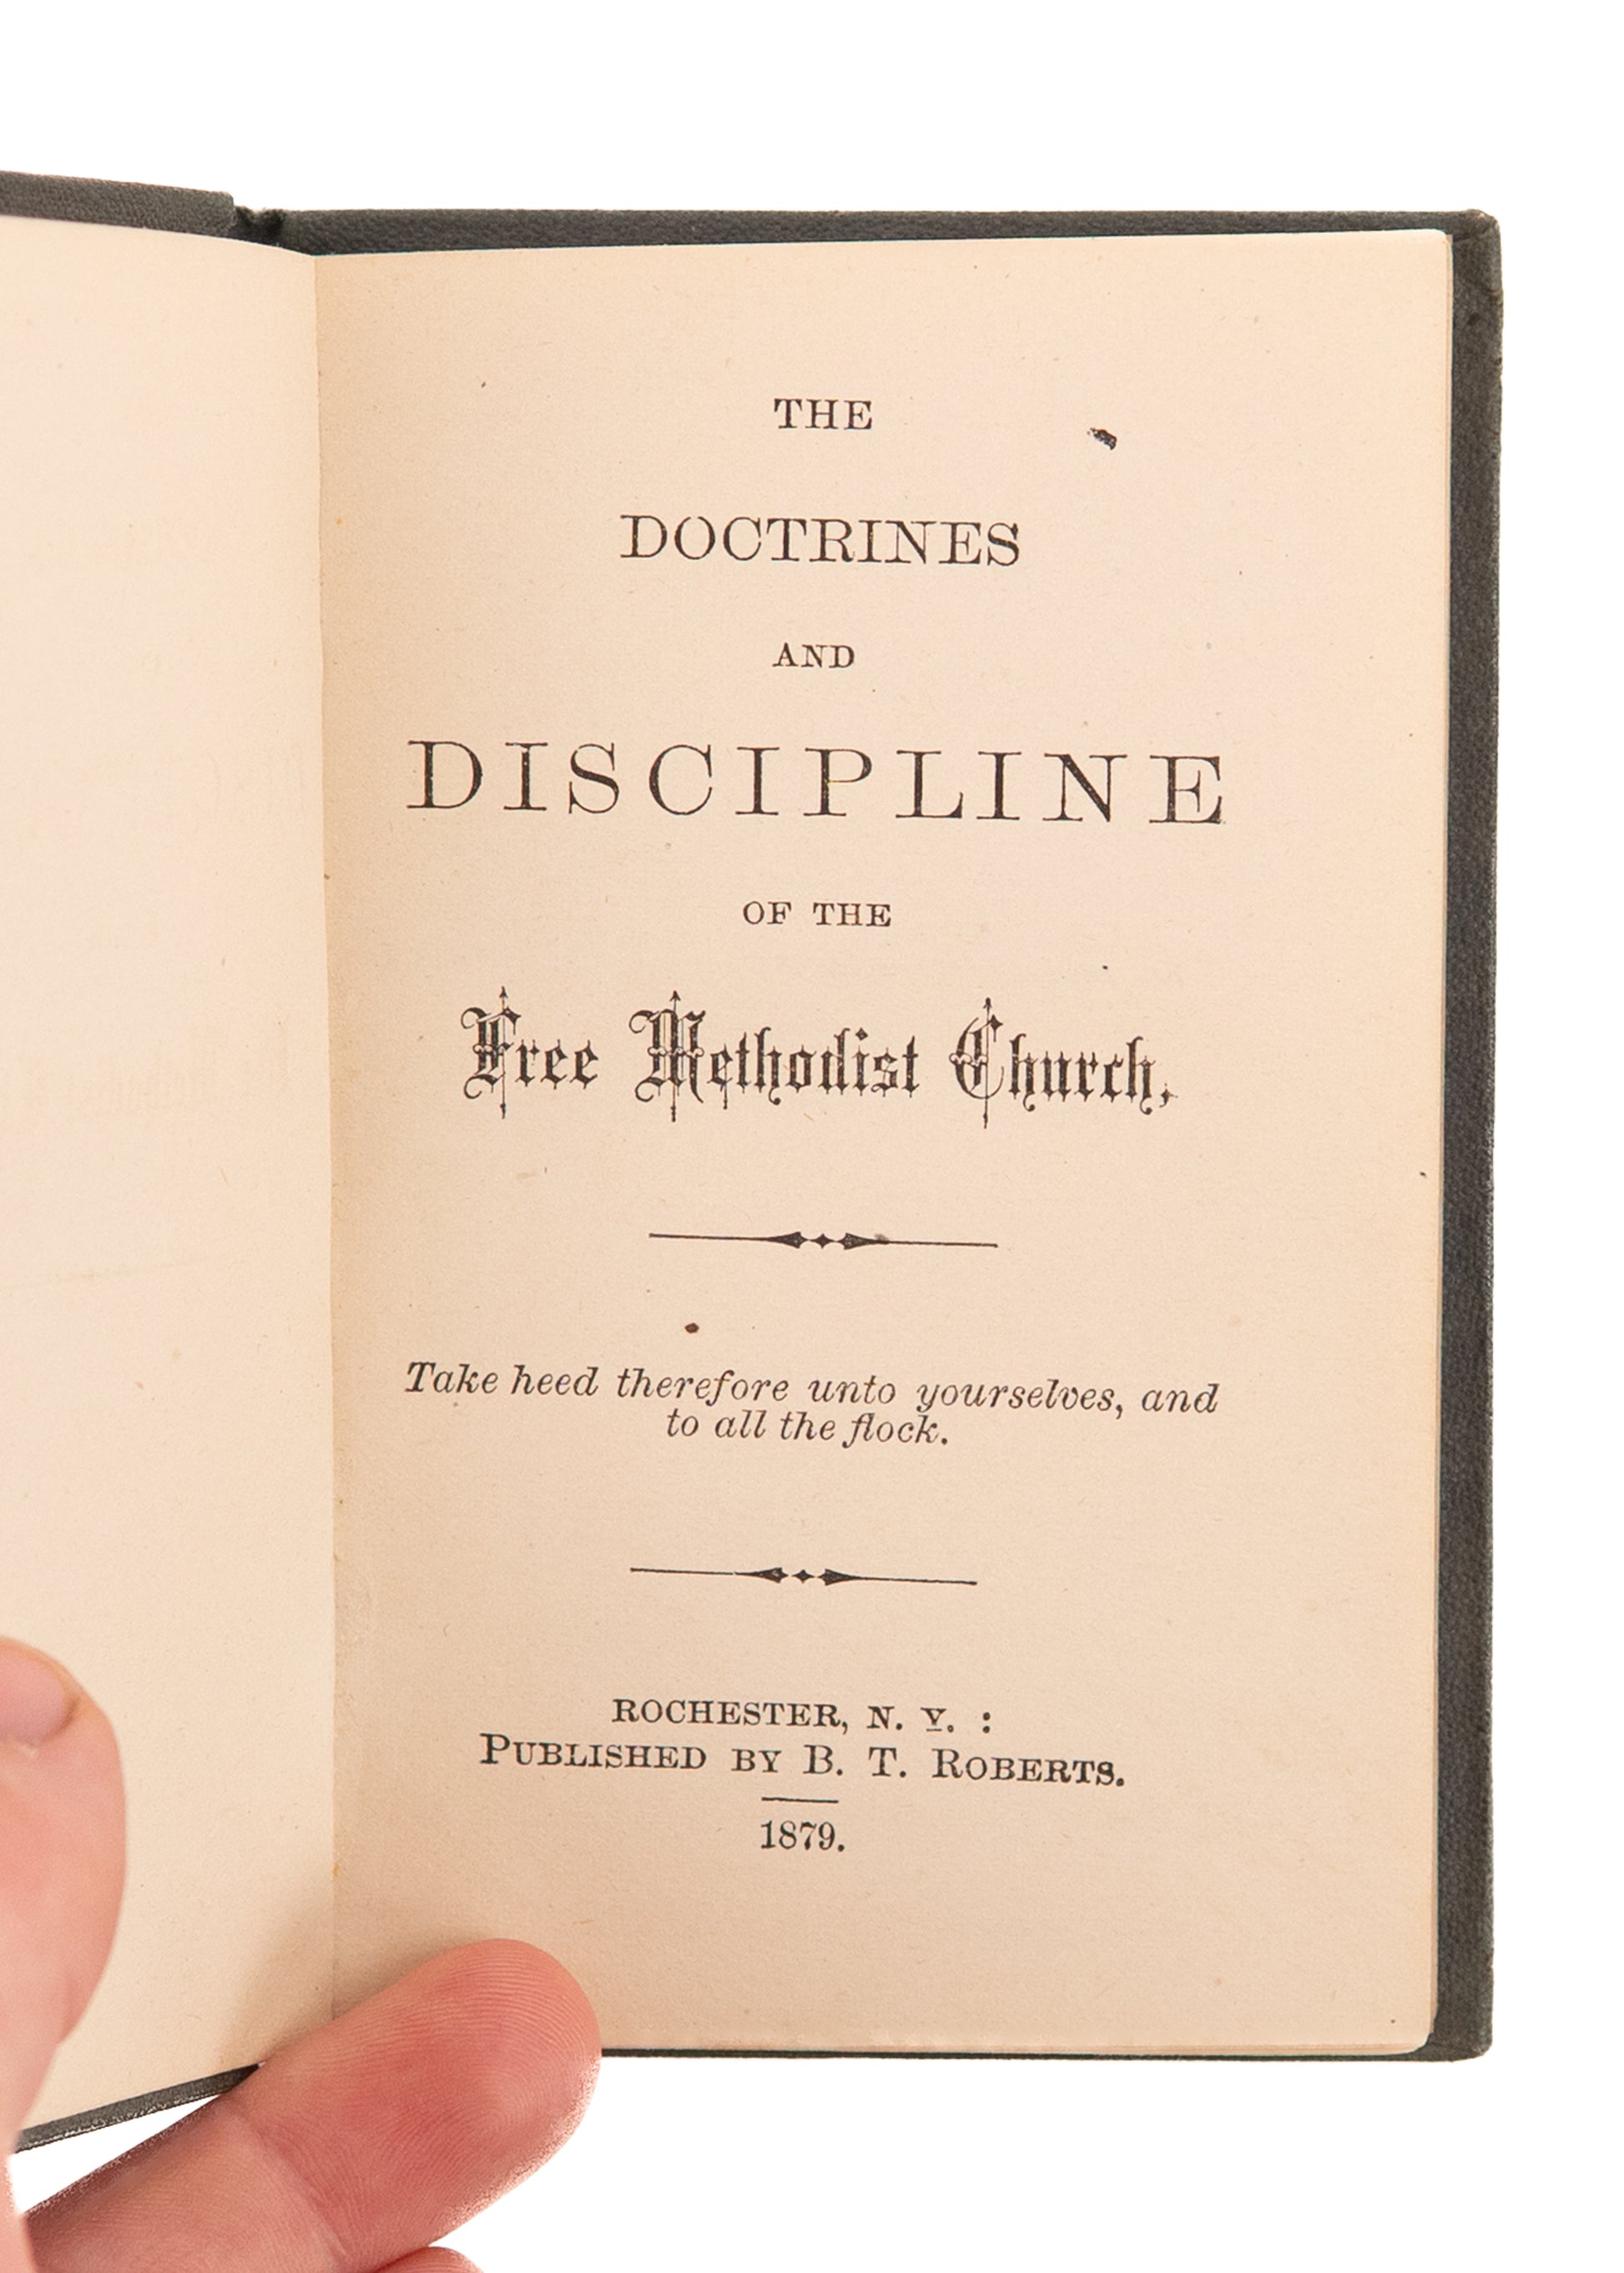 THE
DOCTRINES
AND
DISCIPLINE
OF THE
Free Methodist Church,
Take heed therefore unto yourselves, and
to all the flock.
ROCHESTER, N. Y. :
PUBLISHED BY B. T. ROBERTS.
1879.